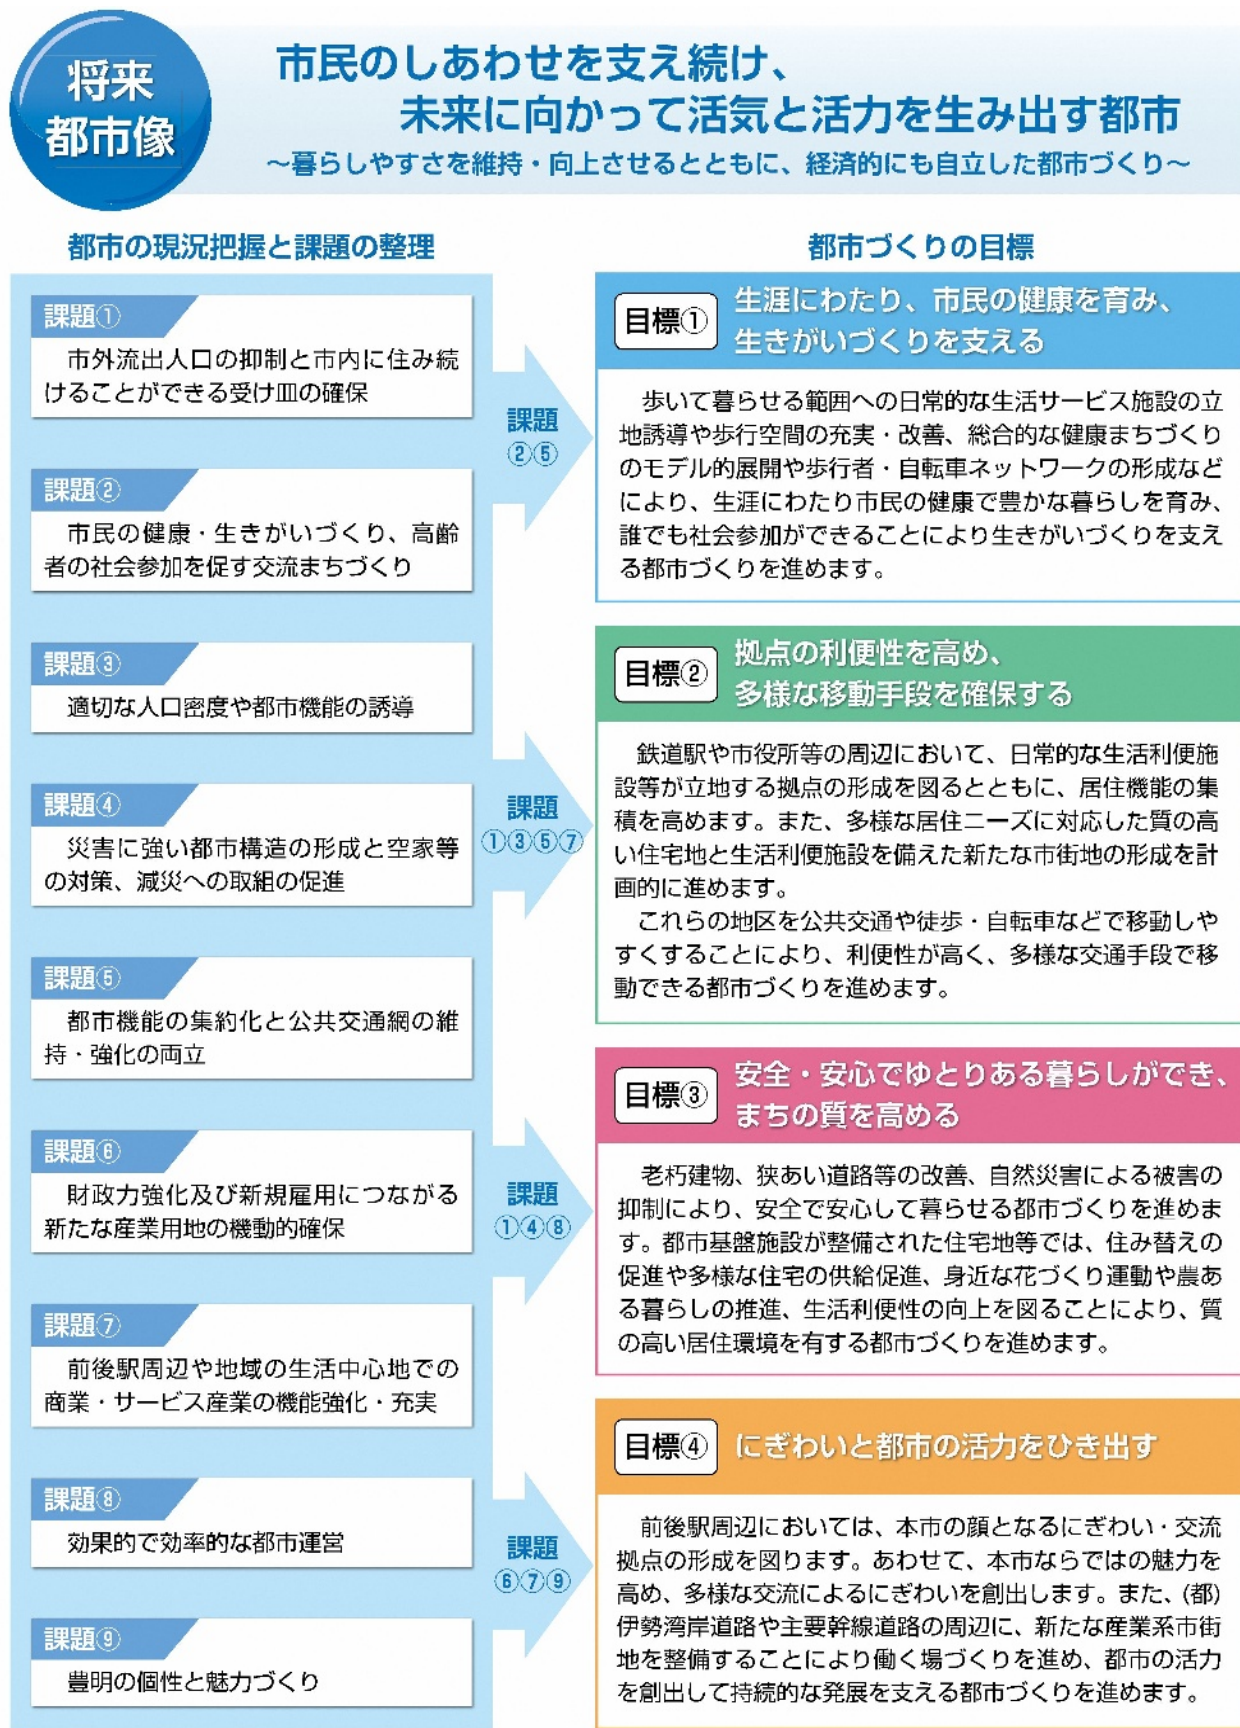 将来
都市像
市民のしあわせを支え続け、
未来に向かって活気と活力を生み出す都市
～暮らしやすさを維持・向上させるとともに、経済的にも自立した都市づくり～
都市の現況把握と課題の整理
課題①
市外流出人口の抑制と市内に住み続
けることができる受け皿の確保
課題②
市民の健康・生きがいづくり、高齢
者の社会参加を促す交流まちづくり
課題③
適切な人口密度や都市機能の誘導
課題④
災害に強い都市構造の形成と空家等
の対策、減災への取組の促進
課題⑤
都市機能の集約化と公共交通網の維
持・強化の両立
課題⑥
財政力強化及び新規雇用につながる
新たな産業用地の機動的確保
課題⑦
前後駅周辺や地域の生活中心地での
商業・サービス産業の機能強化・充実
課題⑧
効果的で効率的な都市運営
課題⑨
豊明の個性と魅力づくり
都市づくりの目標
課題
②⑤
目標①
生涯にわたり、市民の健康を育み、
生きがいづくりを支える
歩いて暮らせる範囲への日常的な生活サービス施設の立
地誘導や歩行空間の充実・改善、総合的な健康まちづくり
のモデル的展開や歩行者・自転車ネットワークの形成など
により、生涯にわたり市民の健康で豊かな暮らしを育み、
誰でも社会参加ができることにより生きがいづくりを支え
る都市づくりを進めます。
課題
①③⑤⑦
目標②
拠点の利便性を高め、
多様な移動手段を確保する
鉄道駅や市役所等の周辺において、日常的な生活利便施
設等が立地する拠点の形成を図るとともに、居住機能の集
積を高めます。また、多様な居住ニーズに対応した質の高
い住宅地と生活利便施設を備えた新たな市街地の形成を計
画的に進めます。
これらの地区を公共交通や徒歩・自転車などで移動しや
すくすることにより、利便性が高く、多様な交通手段で移
動できる都市づくりを進めます。
課題
①④⑧
目標③
安全・安心でゆとりある暮らしができ、
まちの質を高める
老朽建物、狭あい道路等の改善、自然災害による被害の
抑制により、安全で安心して暮らせる都市づくりを進めま
す。都市基盤施設が整備された住宅地等では、住み替えの
促進や多様な住宅の供給促進、身近な花づくり運動や農あ
る暮らしの推進、生活利便性の向上を図ることにより、質
の高い居住環境を有する都市づくりを進めます。
課題
⑥⑦⑨
目標④
にぎわいと都市の活力をひき出す
前後駅周辺においては、本市の顔となるにぎわい・交流
拠点の形成を図ります。あわせて、本市ならではの魅力を
高め、多様な交流によるにぎわいを創出します。また、(都)
伊勢湾岸道路や主要幹線道路の周辺に、新たな産業系市街
地を整備することにより働く場づくりを進め、都市の活力
を創出して持続的な発展を支える都市づくりを進めます。